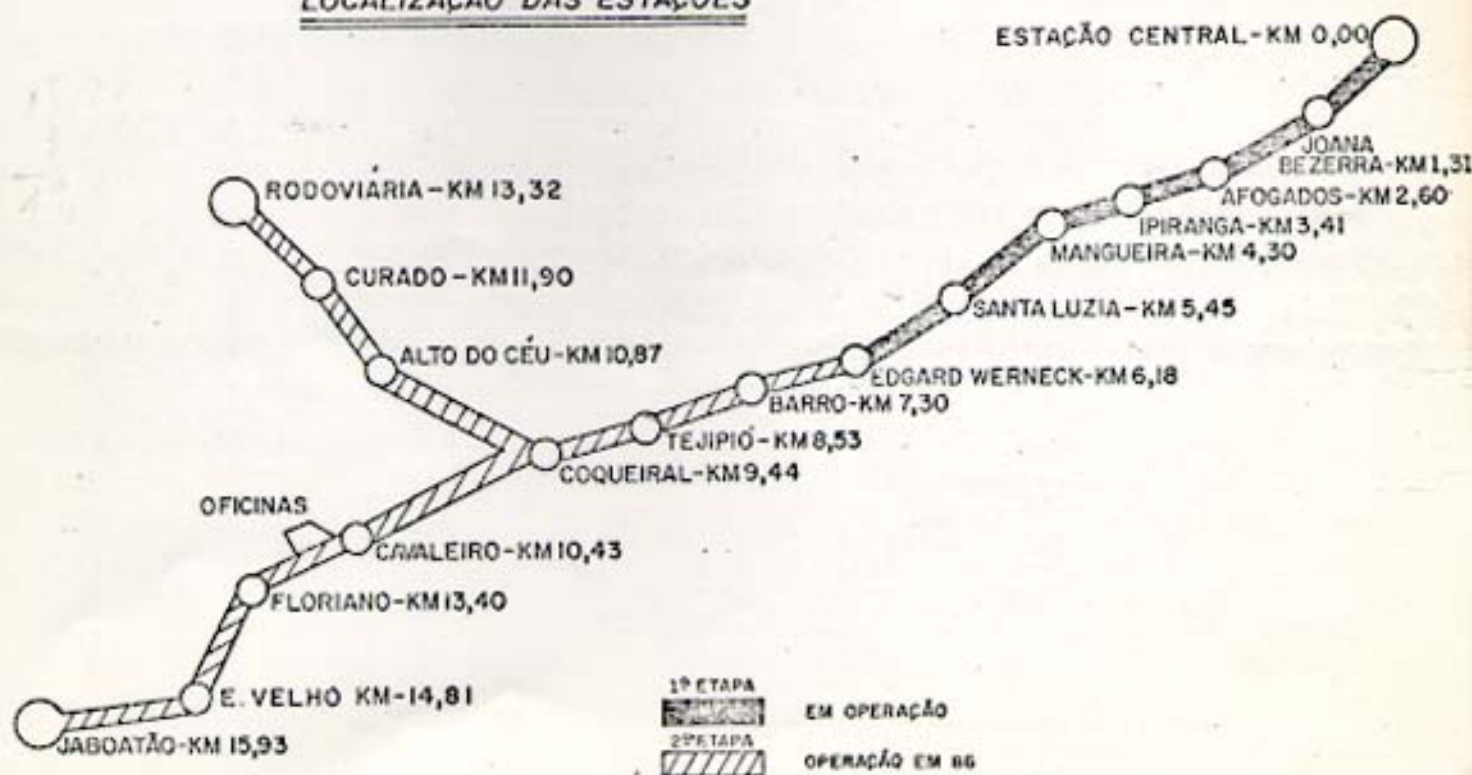 LOCALIZAÇÃO DAS ESTAÇÕES
ESTAÇÃO CENTRAL-KM 0,00
JOANA
BEZERRA-KM 1,31
AFOGADOS-KM 2,60
IPIRANGA-KM 3,41
MANGUEIRA-KM 4,30
SANTA LUZIA-KM 5,45
EDGARD WERNECK-KM 6,18
BARRO-KM 7,30
TEJIPIÓ-KM 8,53
COQUEIRAL-KM 9,44
RODOVIÁRIA-KM 13,32
CURADO-KM 11,90
ALTO DO CÉU-KM 10,87
OFICINAS
CAVALEIRO-KM 10,43
FLORIANO-KM 13,40
E. VELHO KM-14,81
JABOATÃO-KM 15,93
1ª ETAPA
EM OPERAÇÃO
2ª ETAPA
OPERAÇÃO EM 86